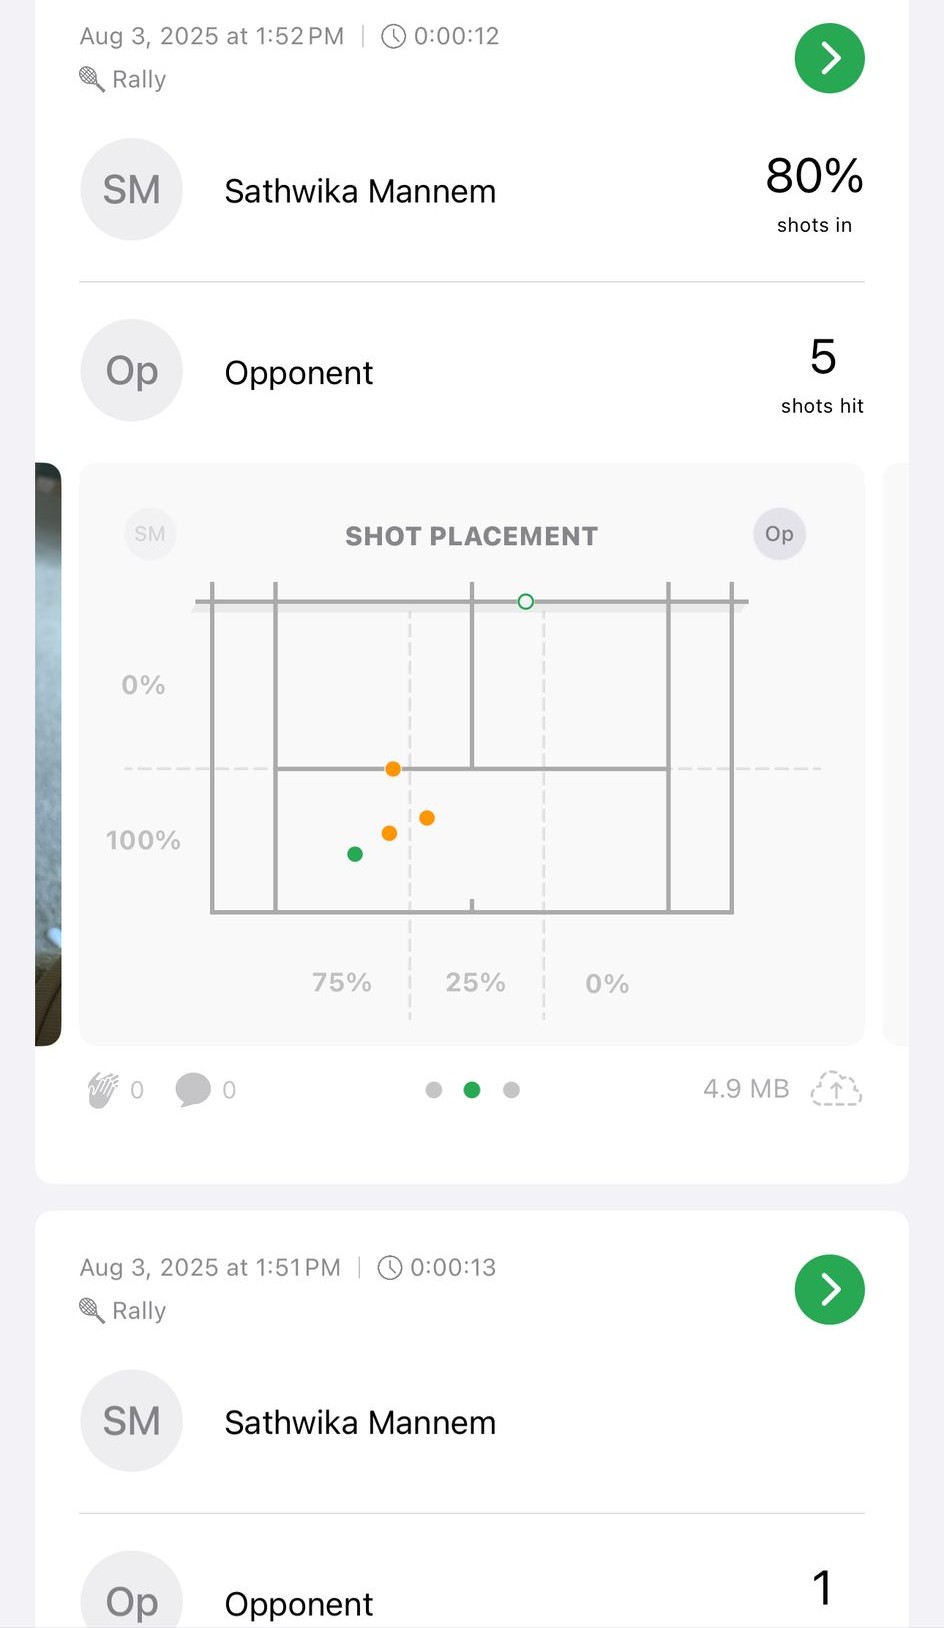 Aug 3, 2025 at 1:52 PM | 0:00:12
Rally
SM Sathwika Mannem 80%
shots in
Op Opponent 5
shots hit
SM SHOT PLACEMENT Op
0%
100%
75% 25% 0%
0 0 4.9 MB
Aug 3, 2025 at 1:51 PM | 0:00:13
Rally
SM Sathwika Mannem
Op Opponent 1